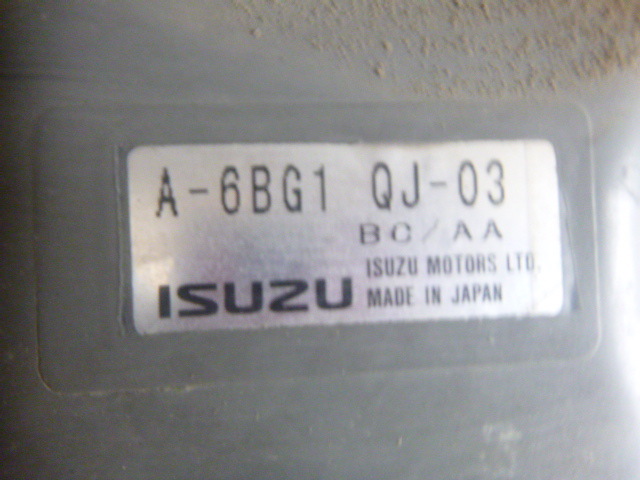 A-6BG1 QJ-03
BC/AA
ISUZU MOTORS LTD.
ISUZU MADE IN JAPAN